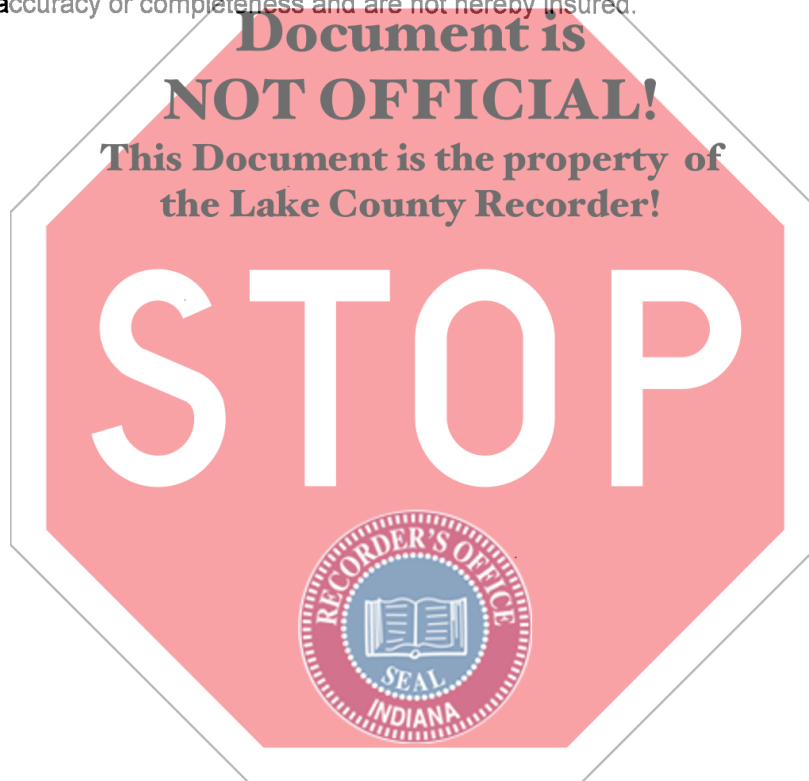 accuracy or completeness and are not hereby insured.
Document is
NOT OFFICIAL!
This Document is the property of
the Lake County Recorder!
STOP
RECORDER'S OFFICE
SEAL
INDIANA